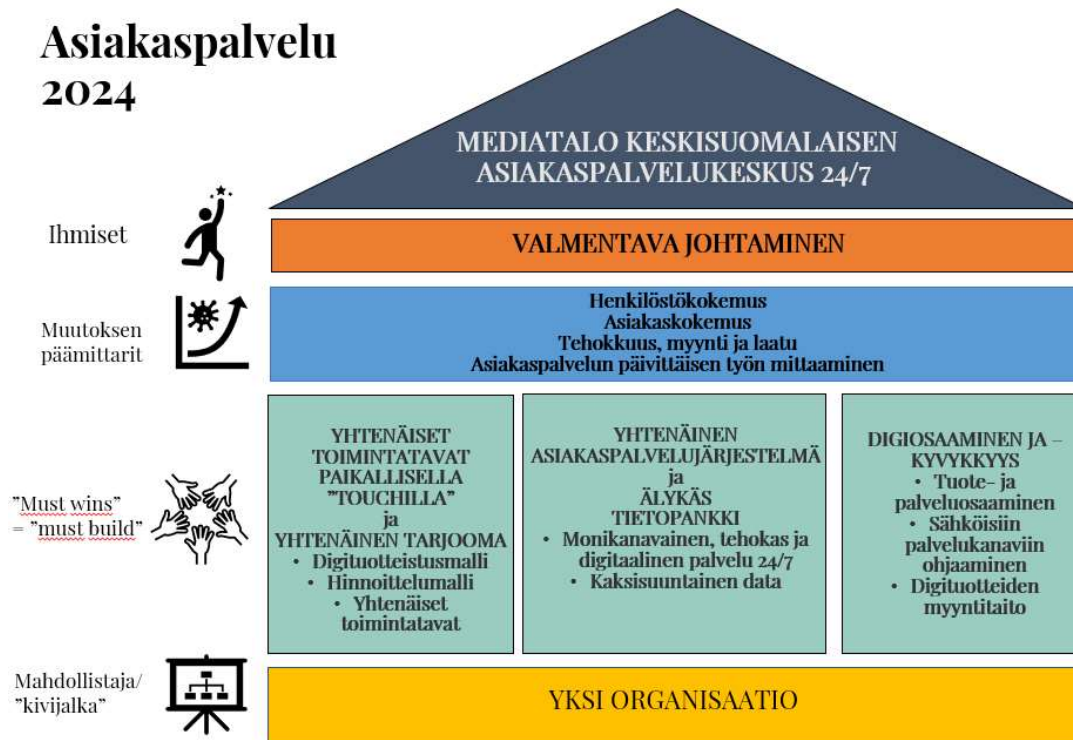 Asiakaspalvelu
2024
MEDIATALO KESKISUOMALAISEN
ASIAKASPALVELUKESKUS 24/7
Ihmiset
VALMENTAVA JOHTAMINEN
Muutoksen
päämittarit
Henkilöstökokemus
Asiakaskokemus
Tehokkuus, myynti ja laatu
Asiakaspalvelun päivittäisen työn mittaaminen
"Must wins"
= "must build"
YHTENÄISET
TOIMINTATAVAT
PAIKALLISELLA
"TOUCHILLA"
ja
YHTENÄINEN TARJOOMA
• Digituotteistusmalli
• Hinnoittelumalli
• Yhtenäiset
toimintatavat
YHTENÄINEN
ASIAKASPALVELUJÄRJESTELMÄ
ja
ÄLYKÄS
TIETOPANKKI
• Monikanavainen, tehokas ja
digitaalinen palvelu 24/7
• Kaksisuuntainen data
DIGIOSAAMINEN JA –
KYVYKKYYS
• Tuote- ja
palveluosaaminen
• Sähköisiin
palvelukanaviin
ohjaaminen
• Digituotteiden
myyntitaito
Mahdollistaja/
"kivijalka"
YKSI ORGANISAATIO